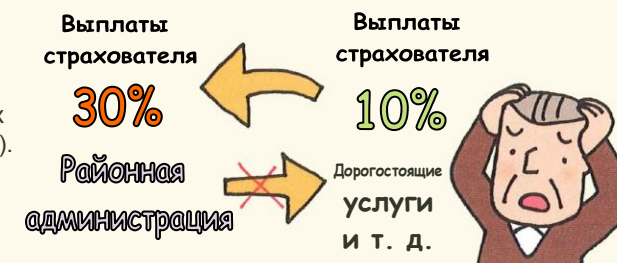 Выплаты
страхователя
30%
Районная
администрация
Выплаты
страхователя
10%
Дорогостоящие
услуги
и т. д.
х
).